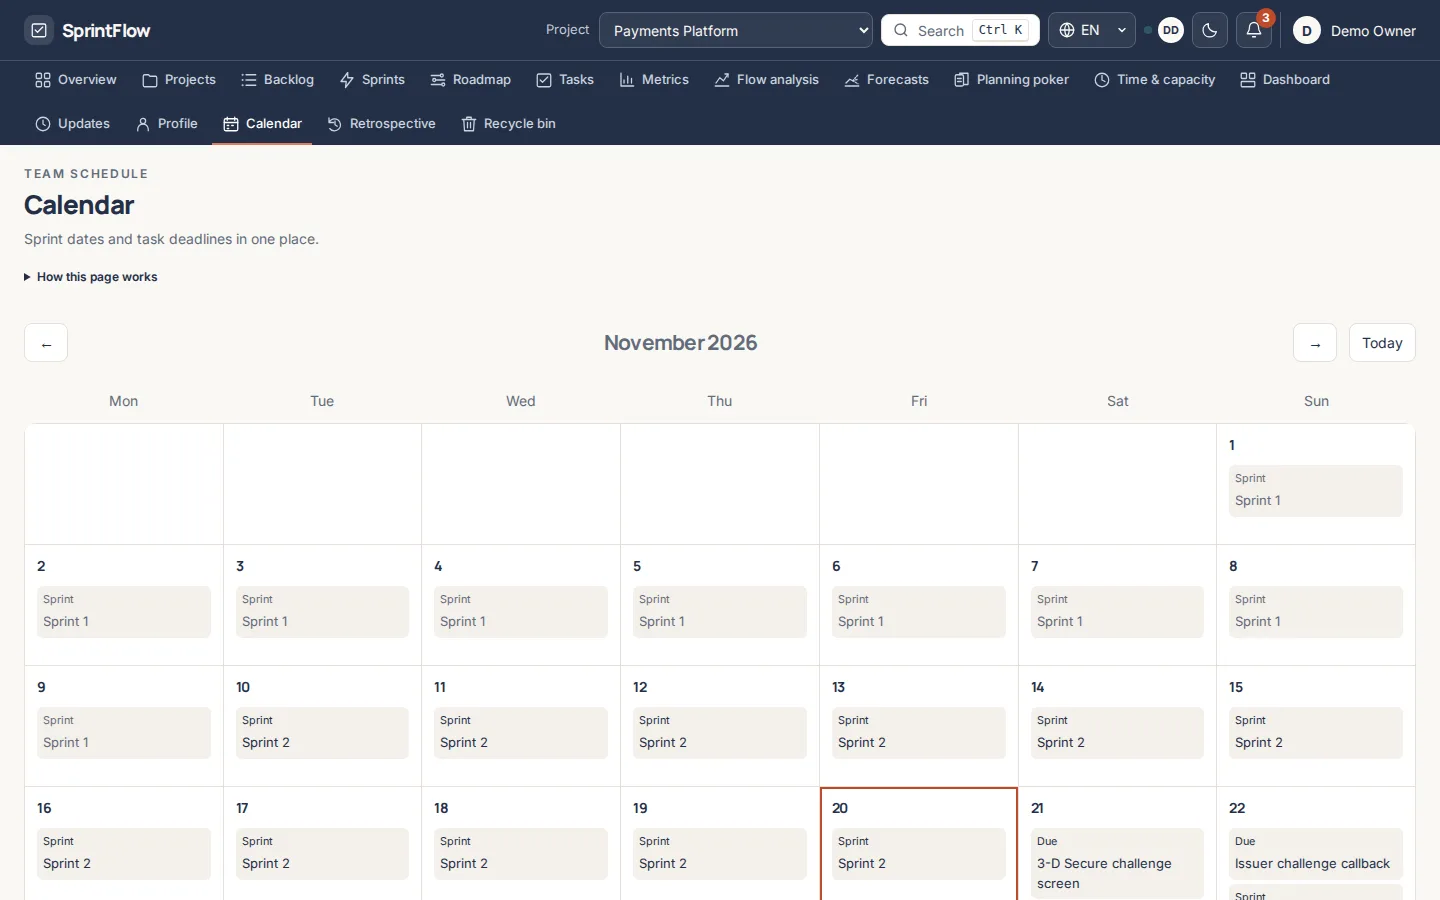 SprintFlow
Project
Payments Platform
Search Ctrl K
EN
DD
3
D
Demo Owner
Overview
Projects
Backlog
Sprints
Roadmap
Tasks
Metrics
Flow analysis
Forecasts
Planning poker
Time & capacity
Dashboard
Updates
Profile
Calendar
Retrospective
Recycle bin
TEAM SCHEDULE
Calendar
Sprint dates and task deadlines in one place.
How this page works
←
November 2026
→
Today
Mon Tue Wed Thu Fri Sat Sun
1
Sprint
Sprint 1
2 3 4 5 6 7 8
Sprint Sprint Sprint Sprint Sprint Sprint Sprint
Sprint 1 Sprint 1 Sprint 1 Sprint 1 Sprint 1 Sprint 1 Sprint 1
9 10 11 12 13 14 15
Sprint Sprint Sprint Sprint Sprint Sprint Sprint
Sprint 1 Sprint 2 Sprint 2 Sprint 2 Sprint 2 Sprint 2 Sprint 2
16 17 18 19 20 21 22
Sprint Sprint Sprint Sprint Sprint Due Due
Sprint 2 Sprint 2 Sprint 2 Sprint 2 Sprint 2 3-D Secure challenge Issuer challenge callback
screen
Sprint